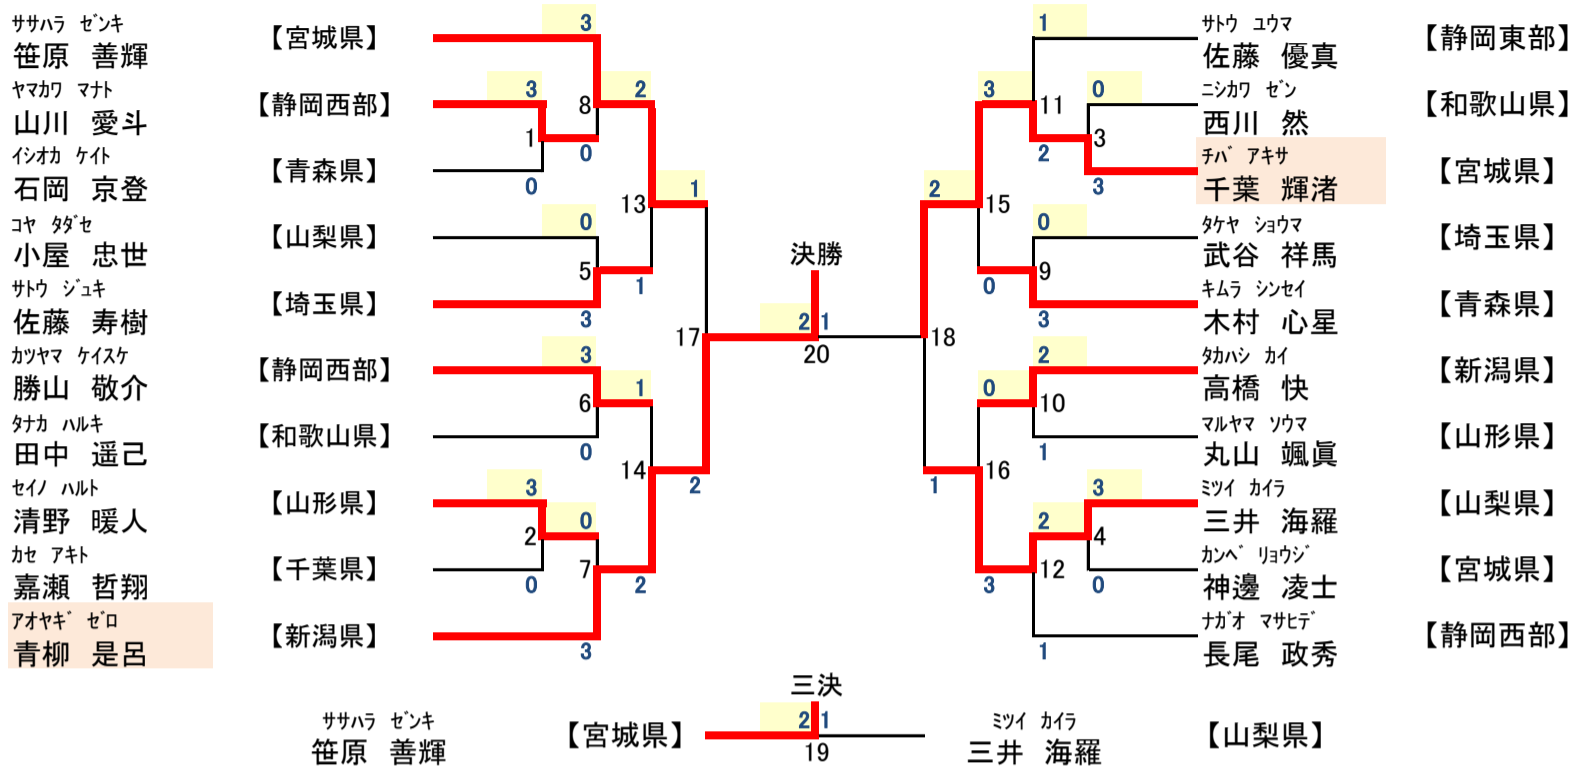 ササハラ ゼンキ
笹原 善輝
【宮城県】
ヤマカワ マナト
山川 愛斗
【静岡西部】
イシオカ ケイト
石岡 京登
【青森県】
コヤ タダセ
小屋 忠世
【山梨県】
サトウ ジュキ
佐藤 寿樹
【埼玉県】
カツヤマ ケイスケ
勝山 敬介
【静岡西部】
タナカ ハルキ
田中 遥己
【和歌山県】
セイノ ハルト
清野 暖人
【山形県】
カセ アキト
嘉瀬 哲翔
【千葉県】
アオヤギ ゼロ
青柳 是呂
【新潟県】
3
3
8
2
1
0
0
0
13
1
5
1
3
3
6
1
0
14
2
3
2
0
0
7
2
3
17
決勝
2 1
20
18
1
3
11
0
2
3
3
2
15
0
9
0
3
2
0
10
1
16
1
3
2
4
0
12
3
1
サトウ ユウマ
佐藤 優真
【静岡東部】
ニシカワ ゼン
西川 然
【和歌山県】
チバ アキサ
千葉 輝渚
【宮城県】
タケヤ ショウマ
武谷 祥馬
【埼玉県】
キムラ シンセイ
木村 心星
【青森県】
タカハシ カイ
高橋 快
【新潟県】
マルヤマ ソウマ
丸山 颯眞
【山形県】
ミツイ カイラ
三井 海羅
【山梨県】
カンベ リョウジ
神邊 凌士
【宮城県】
ナガオ マサヒデ
長尾 政秀
【静岡西部】
三決
ササハラ ゼンキ
笹原 善輝
【宮城県】
2 1
19
ミツイ カイラ
三井 海羅
【山梨県】